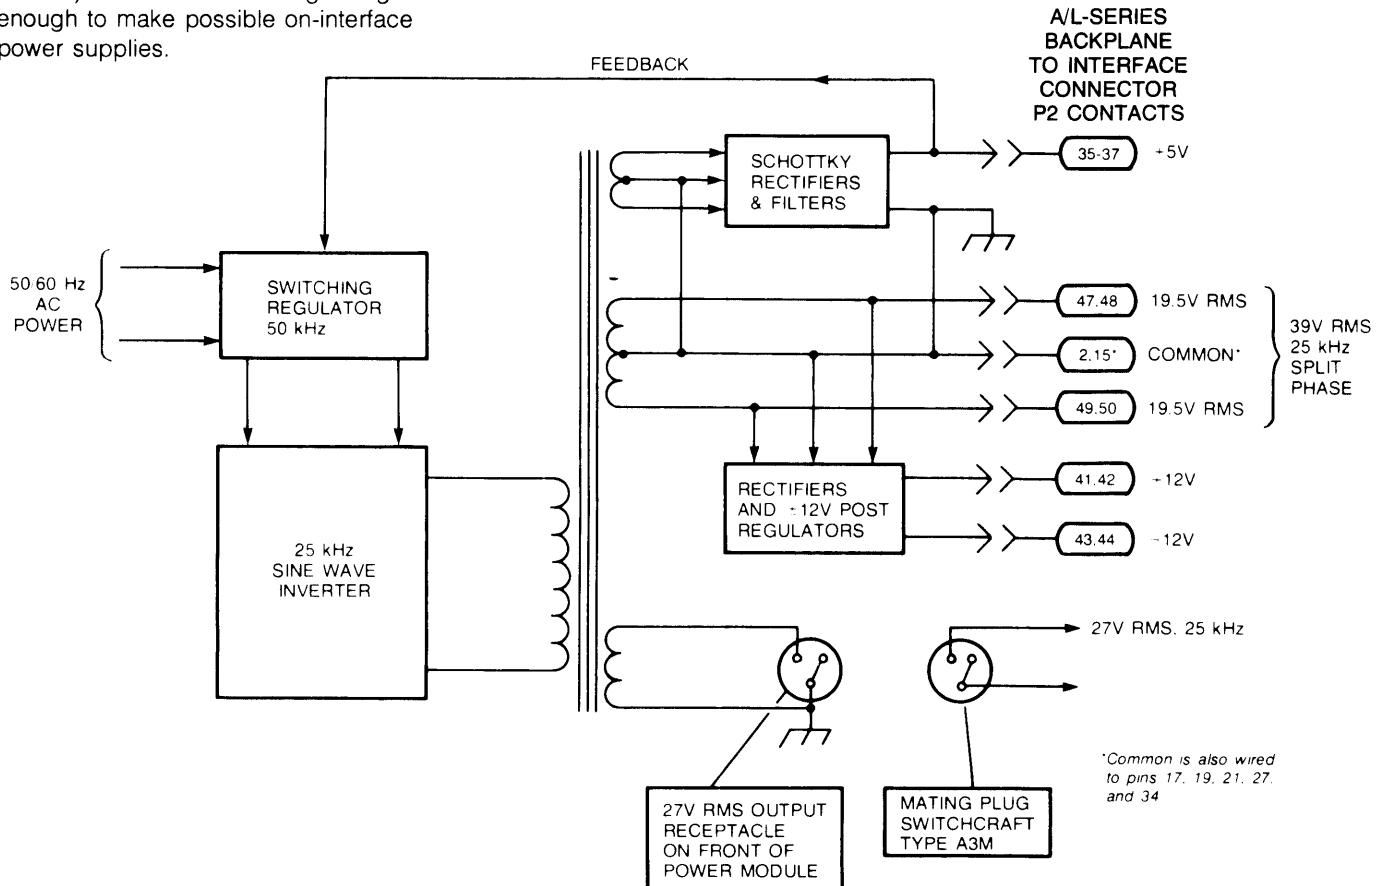 enough to make possible on-interface
power supplies.
A/L-SERIES
BACKPLANE
TO INTERFACE
CONNECTOR
P2 CONTACTS
FEEDBACK
SCHOTTKY
RECTIFIERS
& FILTERS
35-37 +5V
50/60 Hz
AC
POWER
SWITCHING
REGULATOR
50 kHz
47,48 19.5V RMS
2,15* COMMON*
49,50 19.5V RMS
39V RMS
25 kHz
SPLIT
PHASE
RECTIFIERS
AND ±12V POST
REGULATORS
41,42 +12V
43,44 -12V
25 kHz
SINE WAVE
INVERTER
27V RMS, 25 kHz
*Common is also wired
to pins 17, 19, 21, 27,
and 34
27V RMS OUTPUT
RECEPTACLE
ON FRONT OF
POWER MODULE
MATING PLUG
SWITCHCRAFT
TYPE A3M